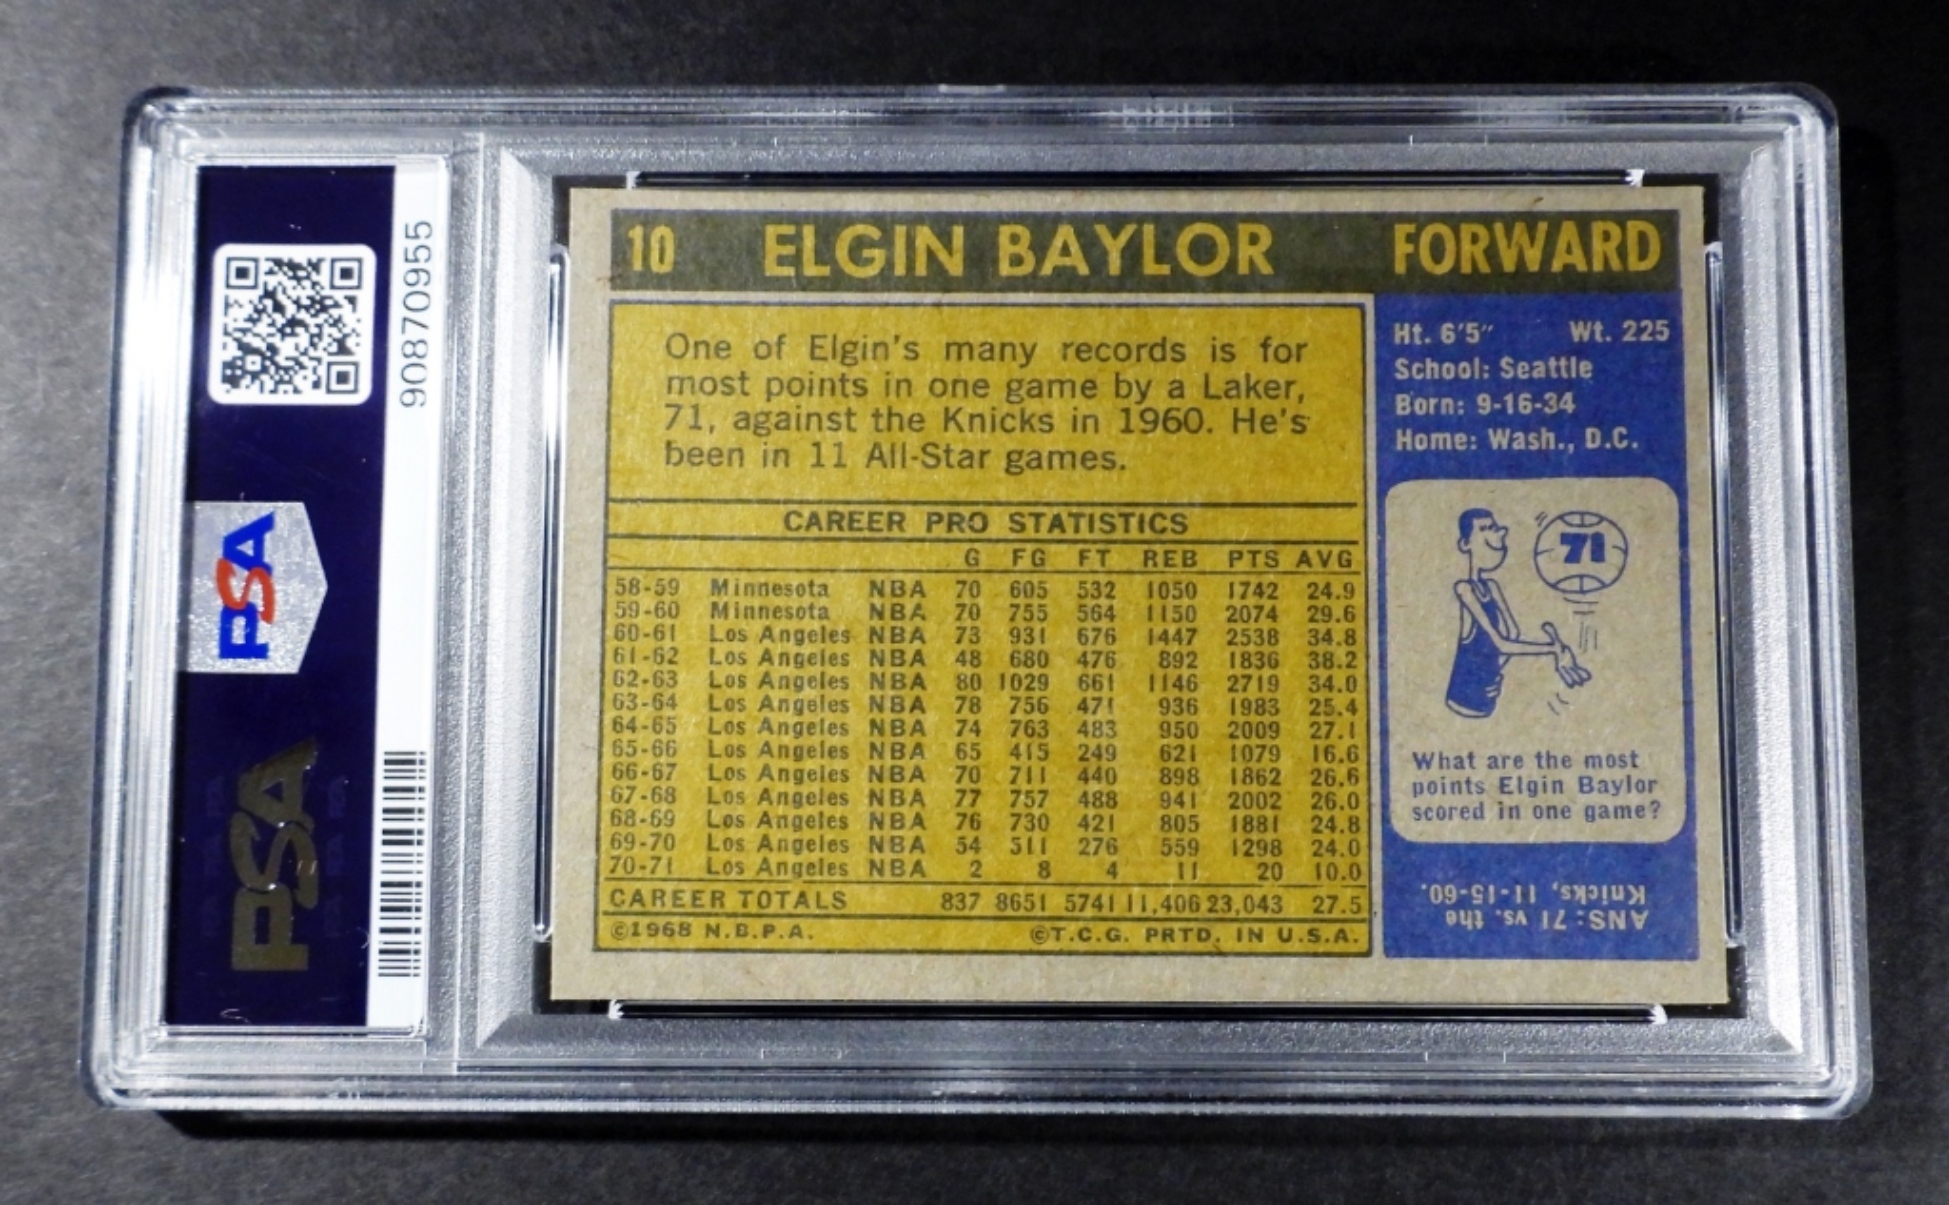 PSA
90870955
PSA
10 ELGIN BAYLOR FORWARD
One of Elgin's many records is for
most points in one game by a Laker,
71, against the Knicks in 1960. He's
been in 11 All-Star games.
CAREER PRO STATISTICS
G FG FT REB PTS AVG
58-59 Minnesota NBA 70 605 532 1050 1742 24.9
59-60 Minnesota NBA 70 755 564 1150 2074 29.6
60-61 Los Angeles NBA 73 931 676 1447 2538 34.8
61-62 Los Angeles NBA 48 680 476 892 1836 38.2
62-63 Los Angeles NBA 80 1029 661 1146 2719 34.0
63-64 Los Angeles NBA 78 756 471 936 1983 25.4
64-65 Los Angeles NBA 74 763 483 950 2009 27.1
65-66 Los Angeles NBA 65 415 249 621 1079 16.6
66-67 Los Angeles NBA 70 711 440 898 1862 26.6
67-68 Los Angeles NBA 77 757 488 941 2002 26.0
68-69 Los Angeles NBA 76 730 421 805 1881 24.8
69-70 Los Angeles NBA 54 511 276 559 1298 24.0
70-71 Los Angeles NBA 2 8 4 11 20 10.0
CAREER TOTALS 837 8651 5741 11,406 23,043 27.5
©1968 N.B.P.A. ©T.C.G. PRTD. IN U.S.A.
Ht. 6'5" Wt. 225
School: Seattle
Born: 9-16-34
Home: Wash., D.C.
71
What are the most
points Elgin Baylor
scored in one game?
ANS: 71 vs. the
Knicks, 11-15-60.